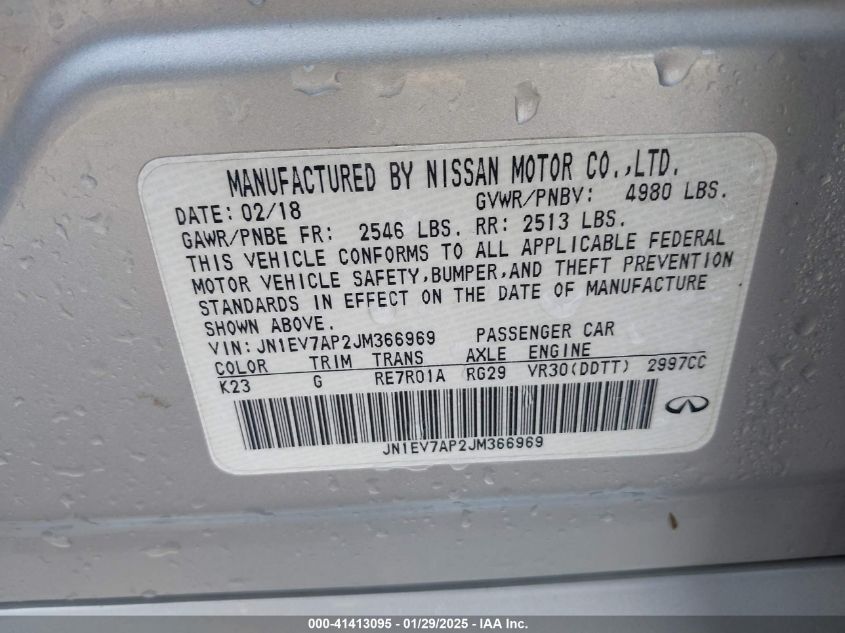 MANUFACTURED BY NISSAN MOTOR CO.,LTD.
DATE: 02/18 GVWR/PNBV: 4980 LBS.
GAWR/PNBE FR: 2546 LBS. RR: 2513 LBS.
THIS VEHICLE CONFORMS TO ALL APPLICABLE FEDERAL
MOTOR VEHICLE SAFETY,BUMPER,AND THEFT PREVENTION
STANDARDS IN EFFECT ON THE DATE OF MANUFACTURE
SHOWN ABOVE.
VIN:JN1EV7AP2JM366969 PASSENGER CAR
COLOR TRIM TRANS AXLE ENGINE
K23 G RE7R01A RG29 VR30(DDTT) 2997CC
JN1EV7AP2JM366969
000-41413095 - 01/29/2025 - IAA Inc.